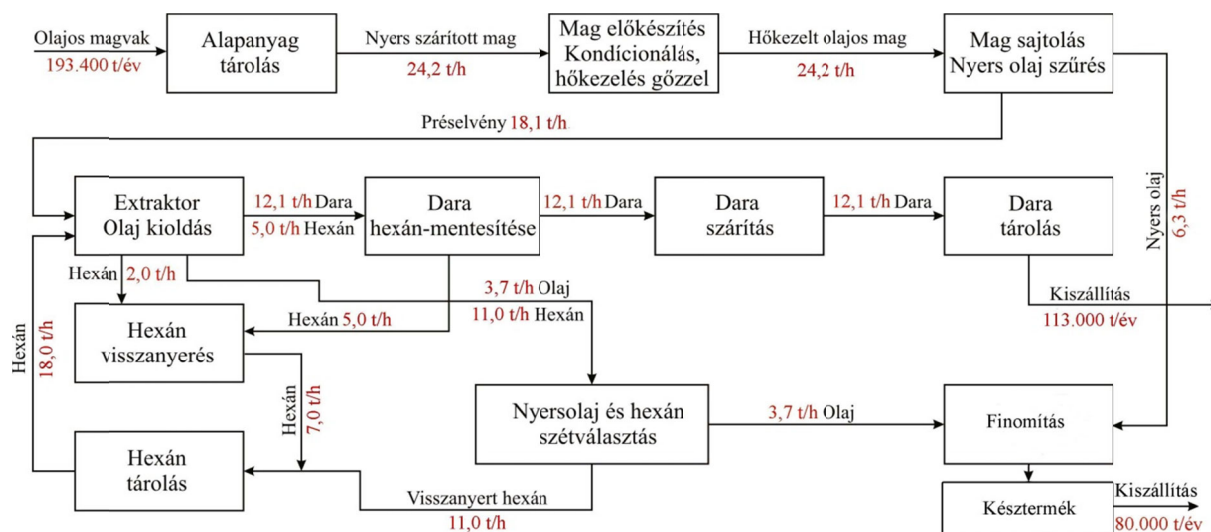 Olajos magvak
193.400 t/év
Alapanyag
tárolás
Nyers szárított mag
24,2 t/h
Mag előkészítés
Kondícionálás,
hőkezelés gőzzel
Hőkezelt olajos mag
24,2 t/h
Mag sajtolás
Nyers olaj szűrés
Préselvény 18,1 t/h
Nyers olaj
6,3 t/h
Extraktor
Olaj kioldás
12,1 t/h Dara
5,0 t/h Hexán
Dara
hexán-mentesítése
12,1 t/h Dara
Dara
szárítás
12,1 t/h Dara
Dara
tárolás
Hexán 2,0 t/h
3,7 t/h Olaj
11,0 t/h Hexán
Kiszállítás
113.000 t/év
Hexán
18,0 t/h
Hexán
visszanyerés
Hexán 5,0 t/h
Hexán
7,0 t/h
Nyersolaj és hexán
szétválasztás
3,7 t/h Olaj
Finomítás
Hexán
tárolás
Visszanyert hexán
11,0 t/h
Késztermék
Kiszállítás
80.000 t/év